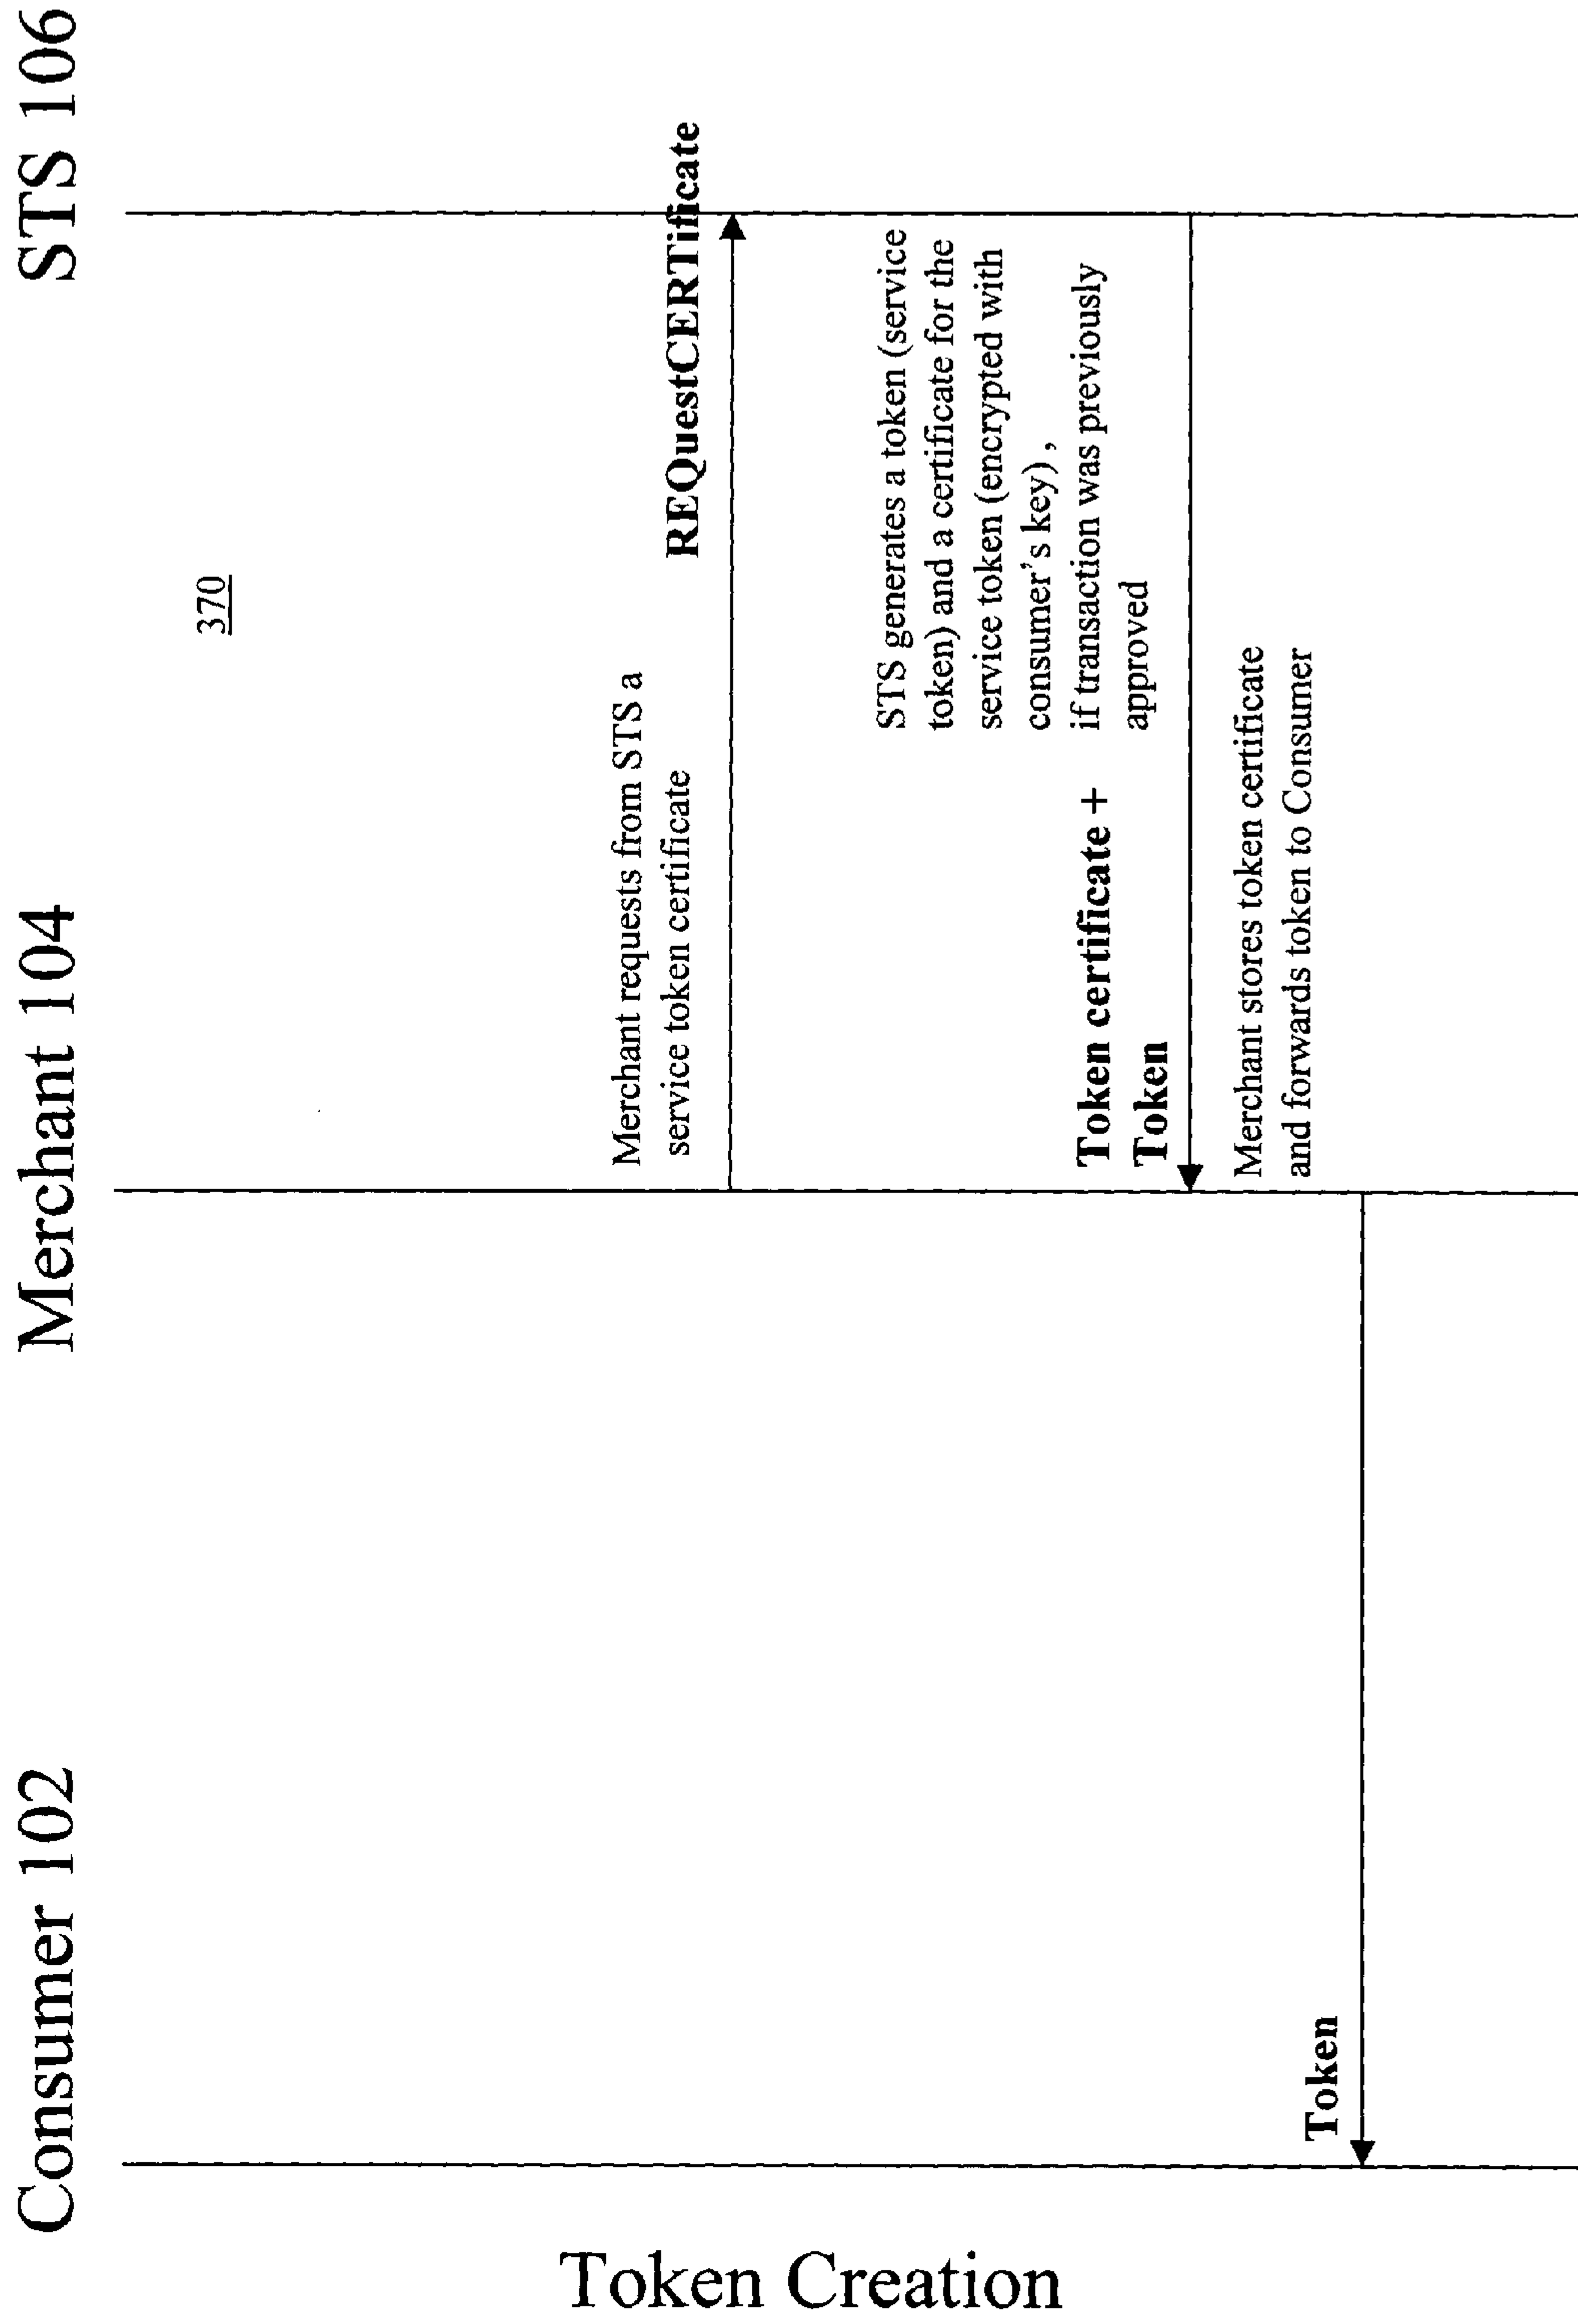 Consumer 102
Merchant 104
STS 106
370
Token Creation
Merchant requests from STS a
service token certificate
REQuestCERTificate
STS generates a token (service
token) and a certificate for the
service token (encrypted with
consumer's key) ,
if transaction was previously
approved
Token certificate +
Token
Merchant stores token certificate
and forwards token to Consumer
Token